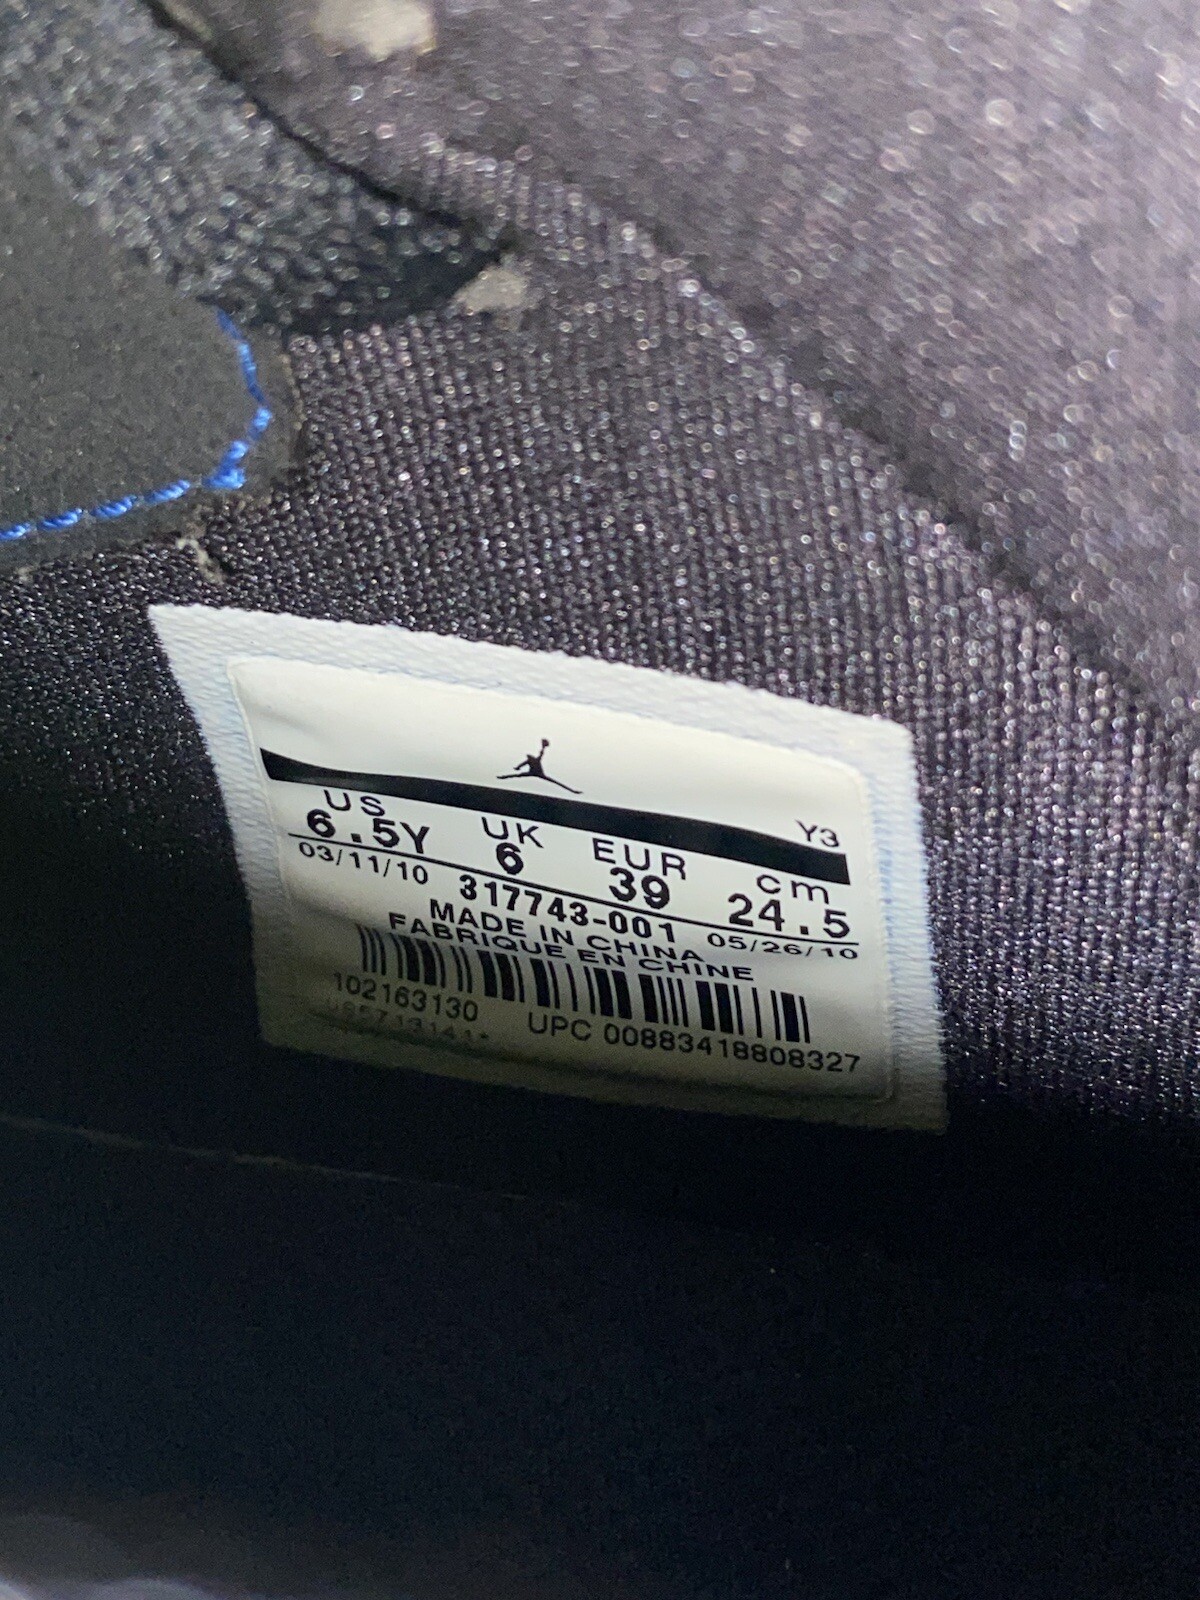 Y3
US UK EUR cm
6.5Y 6 39 24.5
03/11/10 317743-001 05/26/10
MADE IN CHINA
FABRIQUE EN CHINE
102163130 UPC 00883418808327